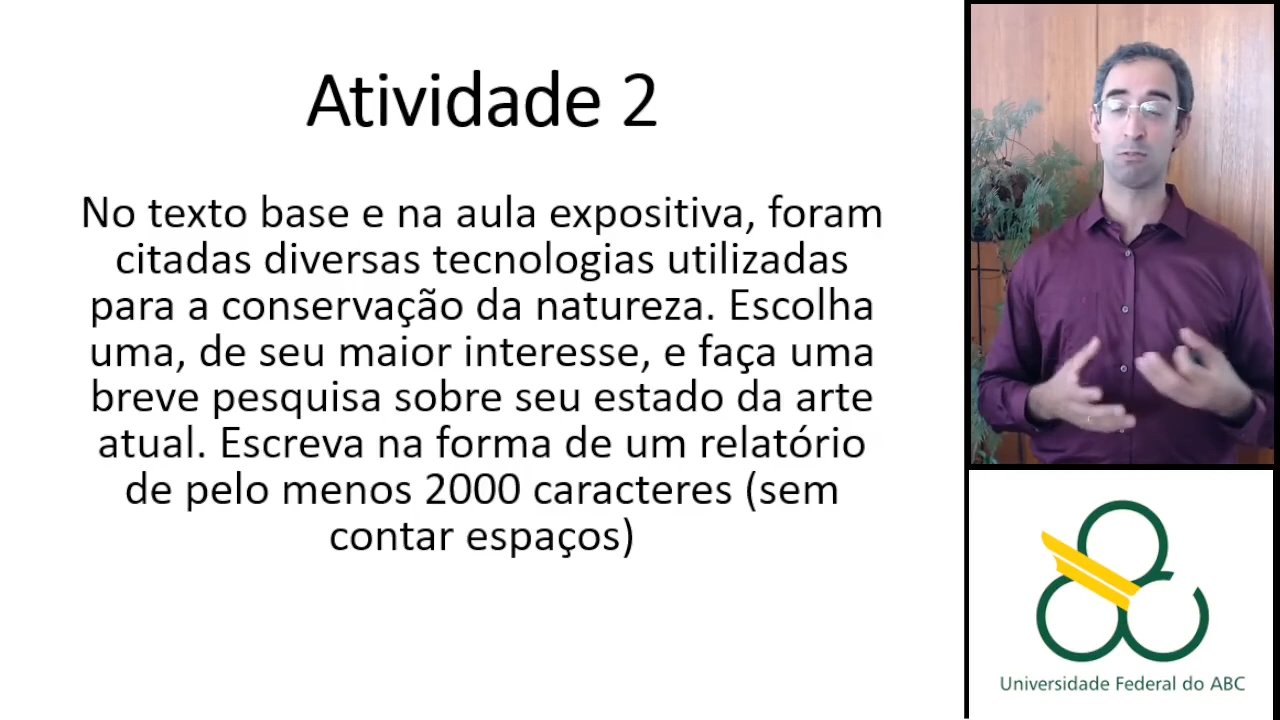 Atividade 2
No texto base e na aula expositiva, foram
citadas diversas tecnologias utilizadas
para a conservação da natureza. Escolha
uma, de seu maior interesse, e faça uma
breve pesquisa sobre seu estado da arte
atual. Escreva na forma de um relatório
de pelo menos 2000 caracteres (sem
contar espaços)
Universidade Federal do ABC